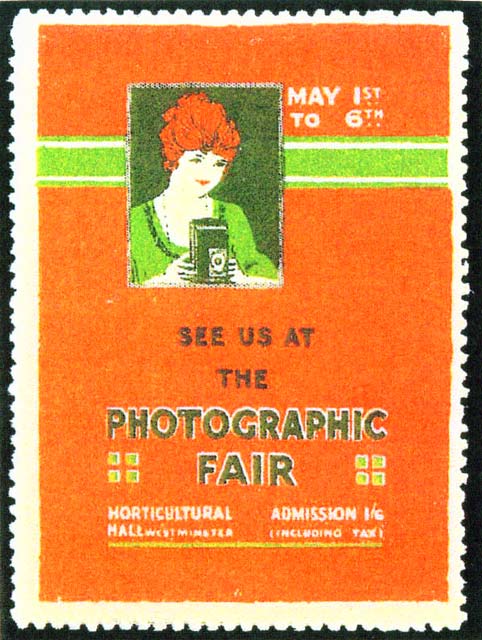 MAY 1ST
TO 6TH
SEE US AT
THE
PHOTOGRAPHIC
FAIR
HORTICULTURAL
HALL WESTMINSTER
ADMISSION 1/6
(INCLUDING TAX)